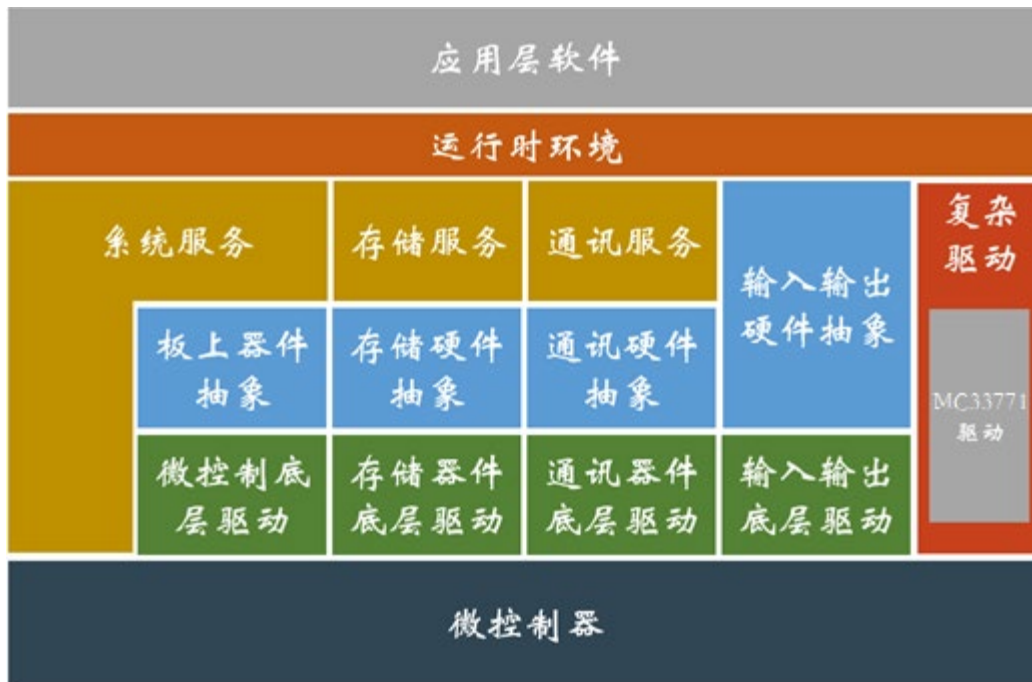 应用层软件
运行时环境
系统服务
存储服务
通讯服务
输入输出
硬件抽象
复杂
驱动
板上器件
抽象
存储硬件
抽象
通讯硬件
抽象
MC33771
驱动
微控制底
层驱动
存储器件
底层驱动
通讯器件
底层驱动
输入输出
底层驱动
微控制器